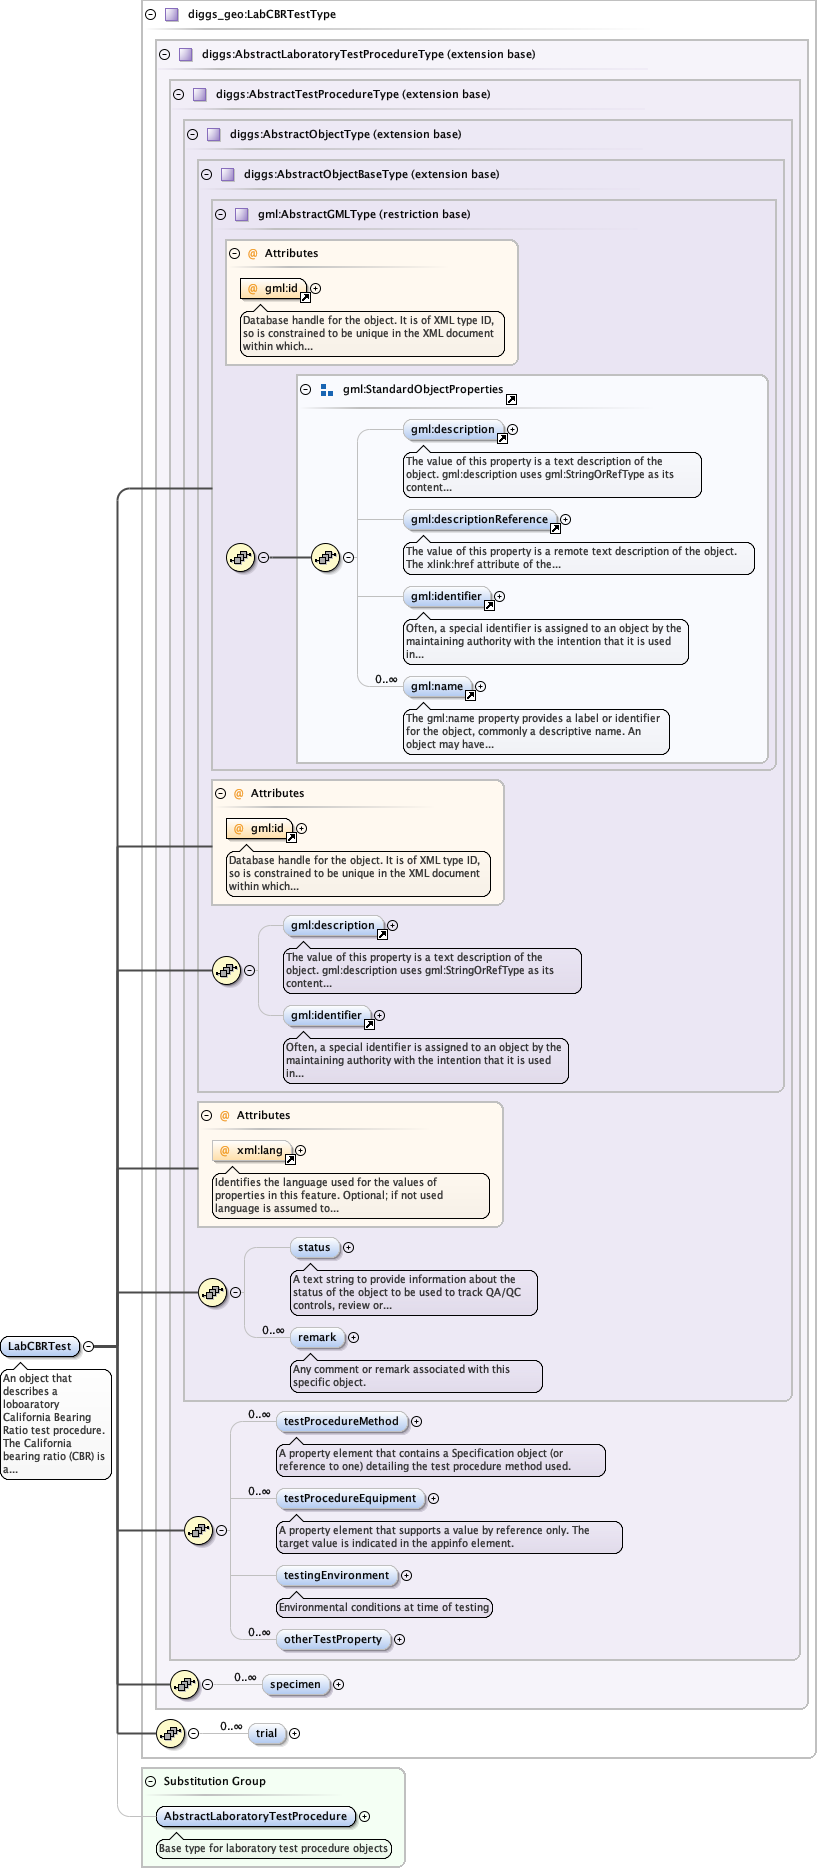 diggs_geo:LabCBRTestType
diggs:AbstractLaboratoryTestProcedureType (extension base)
diggs:AbstractTestProcedureType (extension base)
diggs:AbstractObjectType (extension base)
diggs:AbstractObjectBaseType (extension base)
gml:AbstractGMLType (restriction base)
@ Attributes
@ gml:id
Database handle for the object. It is of XML type ID,
so is constrained to be unique in the XML document
within which...
gml:StandardObjectProperties
gml:description
The value of this property is a text description of the
object. gml:description uses gml:StringOrRefType as its
content...
gml:descriptionReference
The value of this property is a remote text description of the object.
The xlink:href attribute of the...
gml:identifier
Often, a special identifier is assigned to an object by the
maintaining authority with the intention that it is used
in...
0..∞
gml:name
The gml:name property provides a label or identifier
for the object, commonly a descriptive name. An
object may have...
@ Attributes
@ gml:id
Database handle for the object. It is of XML type ID,
so is constrained to be unique in the XML document
within which...
gml:description
The value of this property is a text description of the
object. gml:description uses gml:StringOrRefType as its
content...
gml:identifier
Often, a special identifier is assigned to an object by the
maintaining authority with the intention that it is used
in...
@ Attributes
@ xml:lang
Identifies the language used for the values of
properties in this feature. Optional; if not used
language is assumed to...
status
A text string to provide information about the
status of the object to be used to track QA/QC
controls, review or...
0..∞
remark
Any comment or remark associated with this
specific object.
LabCBRTest
An object that
describes a
loboaratory
California Bearing
Ratio test procedure.
The California
bearing ratio (CBR) is
a...
0..∞
testProcedureMethod
A property element that contains a Specification object (or
reference to one) detailing the test procedure method used.
0..∞
testProcedureEquipment
A property element that supports a value by reference only. The
target value is indicated in the appinfo element.
testingEnvironment
Environmental conditions at time of testing
0..∞
otherTestProperty
0..∞
specimen
0..∞
trial
Substitution Group
AbstractLaboratoryTestProcedure
Base type for laboratory test procedure objects